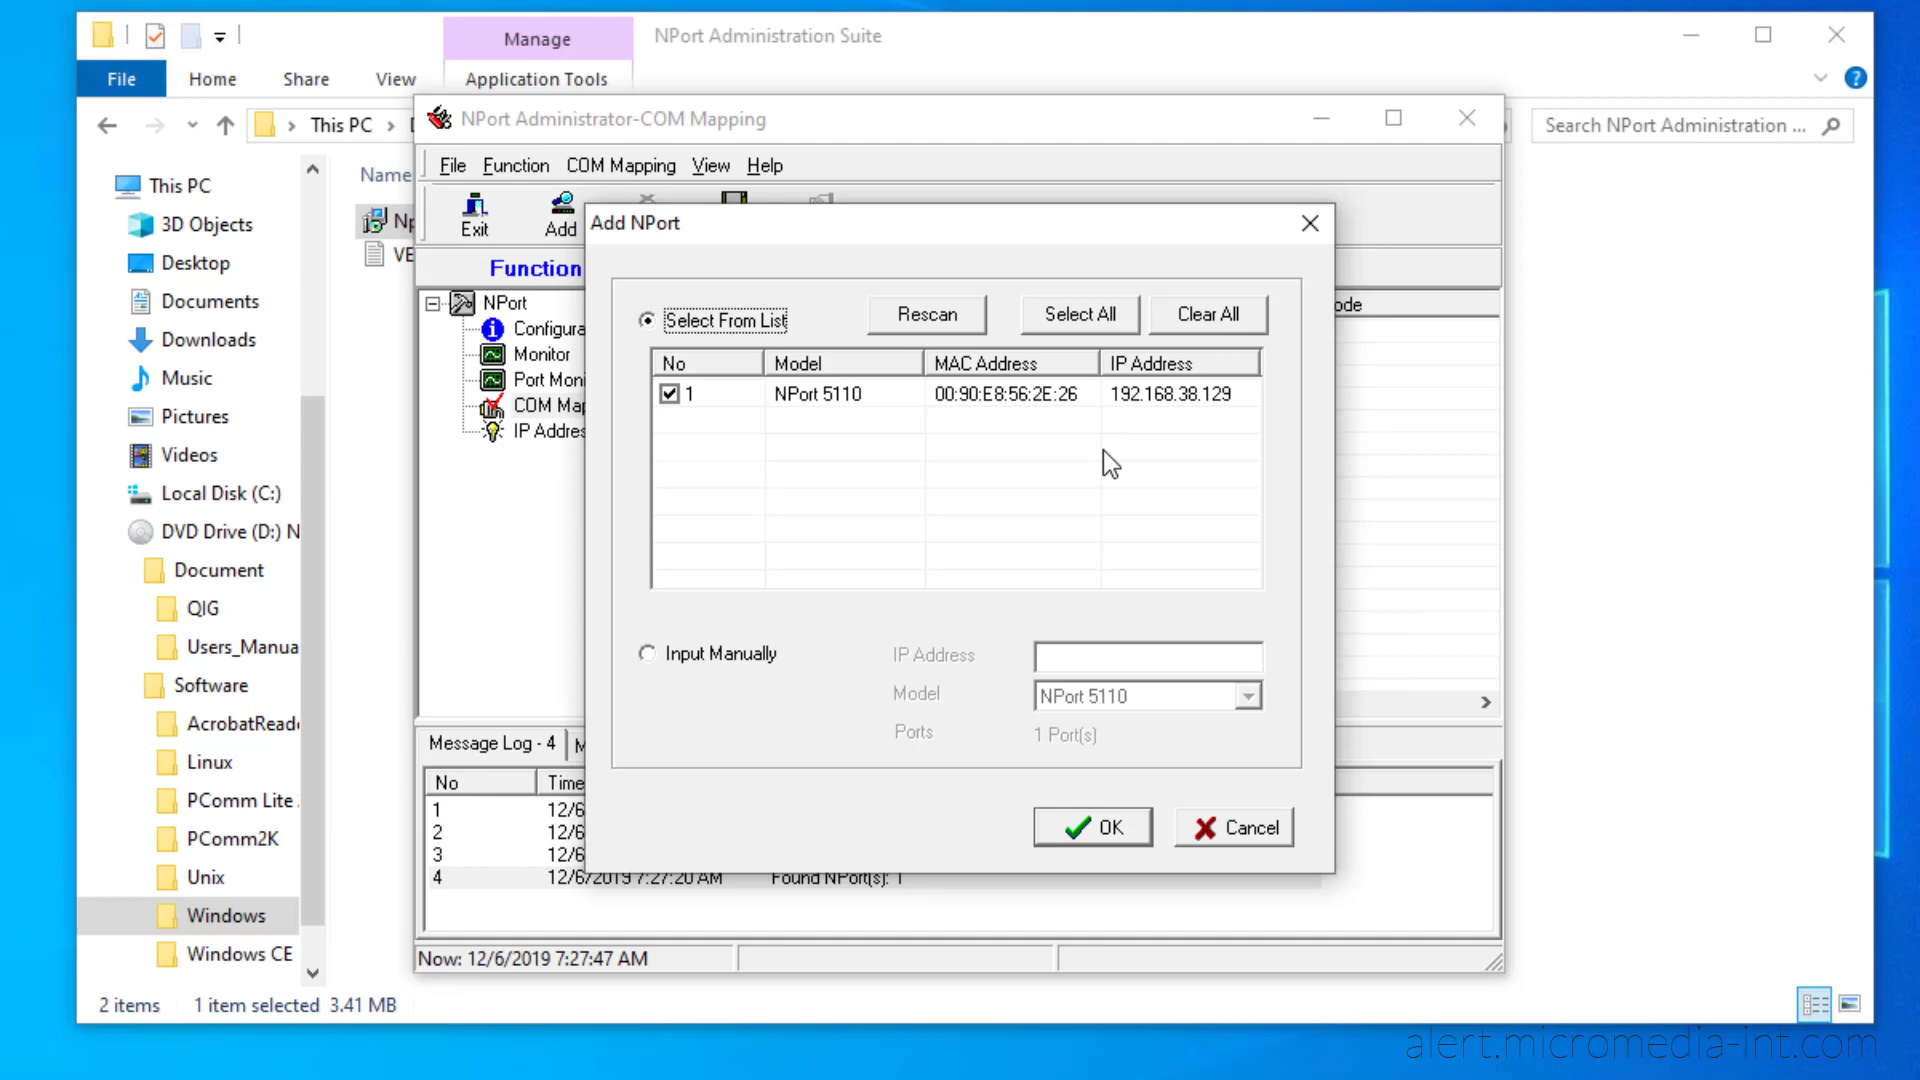 Manage
NPort Administration Suite
File
Home
Share
View
Application Tools
This PC
Search NPort Administration ...
NPort Administrator-COM Mapping
File Function COM Mapping View Help
Exit
Add
Function
Name
Np
VE
This PC
3D Objects
Desktop
Documents
Downloads
Music
Pictures
Videos
Local Disk (C:)
DVD Drive (D:) N
Document
QIG
Users_Manua
Software
AcrobatReade
Linux
PComm Lite
PComm2K
Unix
Windows
Windows CE
2 items 1 item selected 3.41 MB
NPort
Configura
Monitor
Port Moni
COM Map
IP Addres
ode
Add NPort
Select From List
Rescan
Select All
Clear All
No Model MAC Address IP Address
1 NPort 5110 00:90:E8:56:2E:26 192.168.38.129
Input Manually
IP Address
Model NPort 5110
Ports 1 Port(s)
OK
Cancel
Message Log - 4
No Time
1 12/6
2 12/6
3 12/6
4 12/6/2019 7:27:20 AM Found NPort(s): 1
Now: 12/6/2019 7:27:47 AM
alert.micromedia-int.com